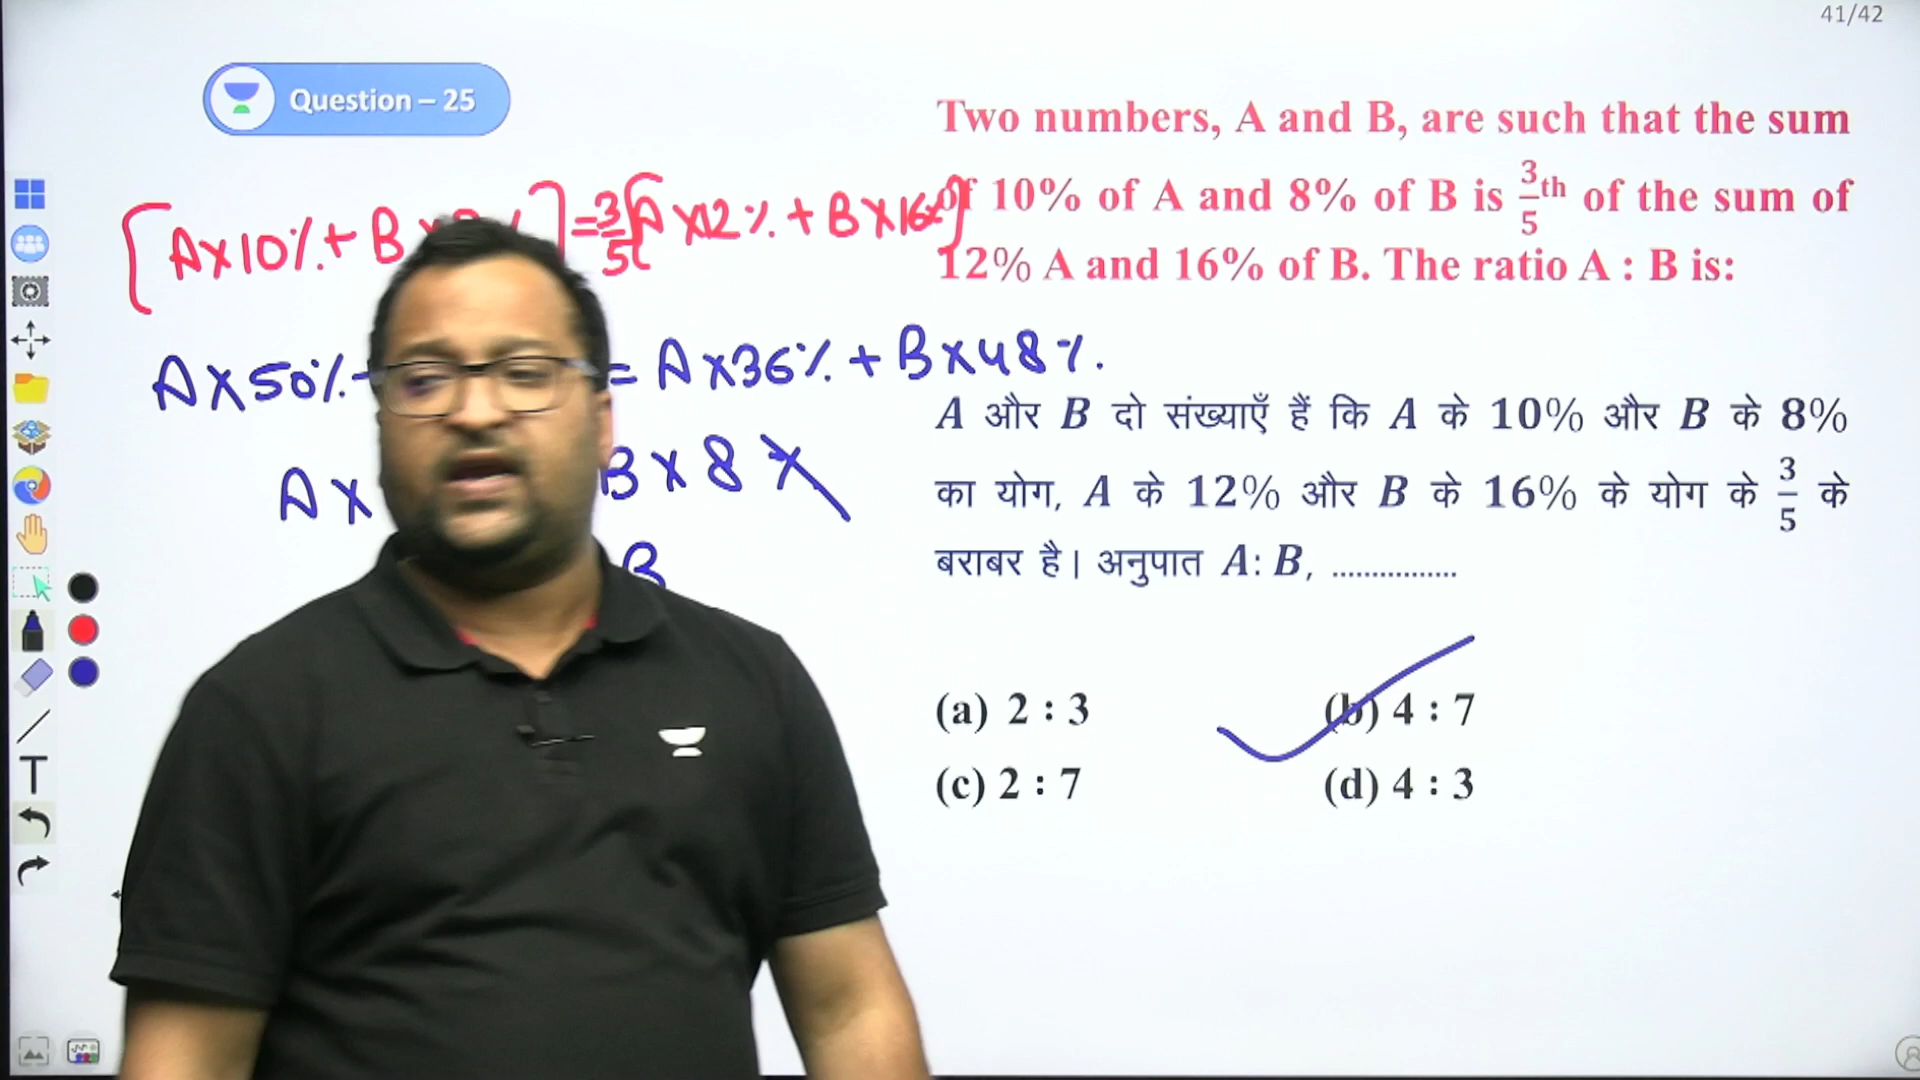 41/42
Question – 25
Two numbers, A and B, are such that the sum
of 10% of A and 8% of B is 3/5 th of the sum of
12% A and 16% of B. The ratio A : B is:
[A×10%+ B × ] = 3/5 [A ×12% + B×16%]
A×50% = A×36% + B×48%.
A× B × 8 %
B
A और B दो संख्याएँ हैं कि A के 10% और B के 8%
का योग, A के 12% और B के 16% के योग के 3/5 के
बराबर है। अनुपात A: B, ................
(a) 2 : 3 (b) 4 : 7
(c) 2 : 7 (d) 4 : 3
T